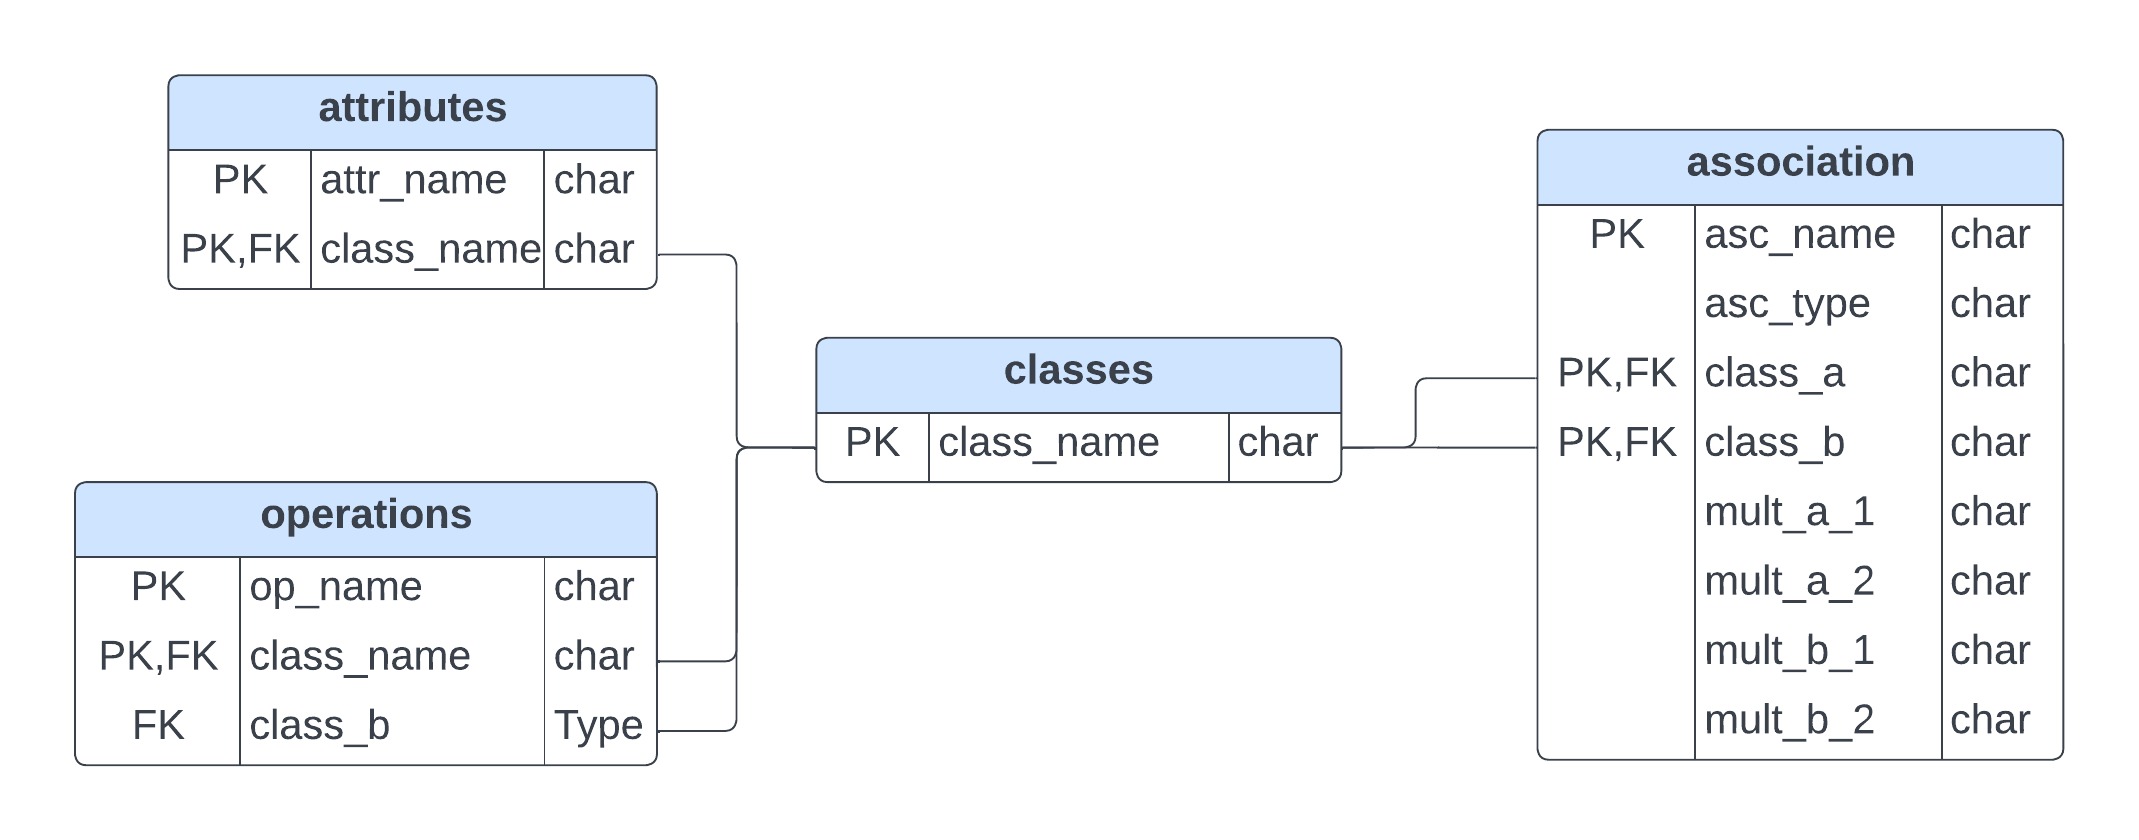 attributes
PK attr_name char
PK,FK class_name char
operations
PK op_name char
PK,FK class_name char
FK class_b Type
classes
PK class_name char
association
PK asc_name char
asc_type char
PK,FK class_a char
PK,FK class_b char
mult_a_1 char
mult_a_2 char
mult_b_1 char
mult_b_2 char